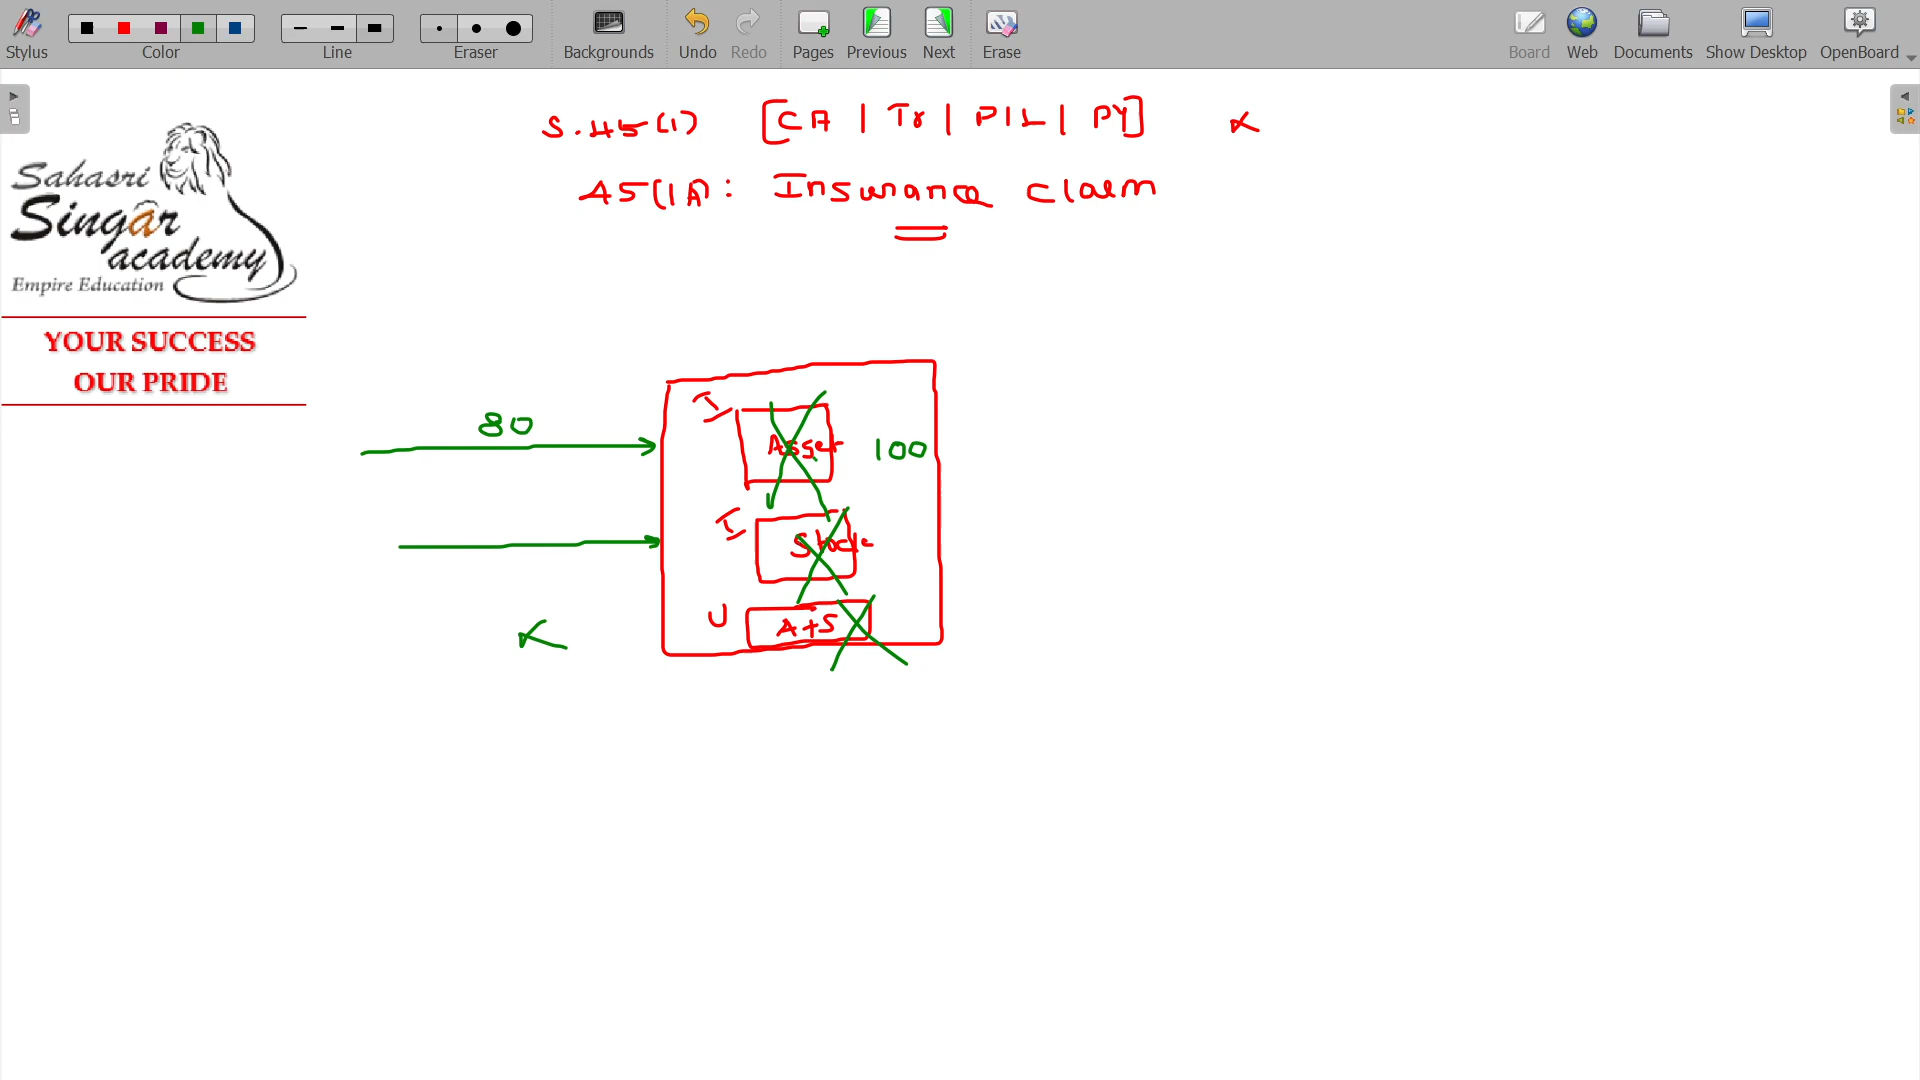 Stylus Color Line Eraser Backgrounds Undo Redo Pages Previous Next Erase Board Web Documents Show Desktop OpenBoard
S.45(1) [CA | Tr | P/L | PY]
45(1A): Insurance claim
Sahasri
Singar
academy
Empire Education
YOUR SUCCESS
OUR PRIDE
80
I
Asset 100
I
Stock
U A+S